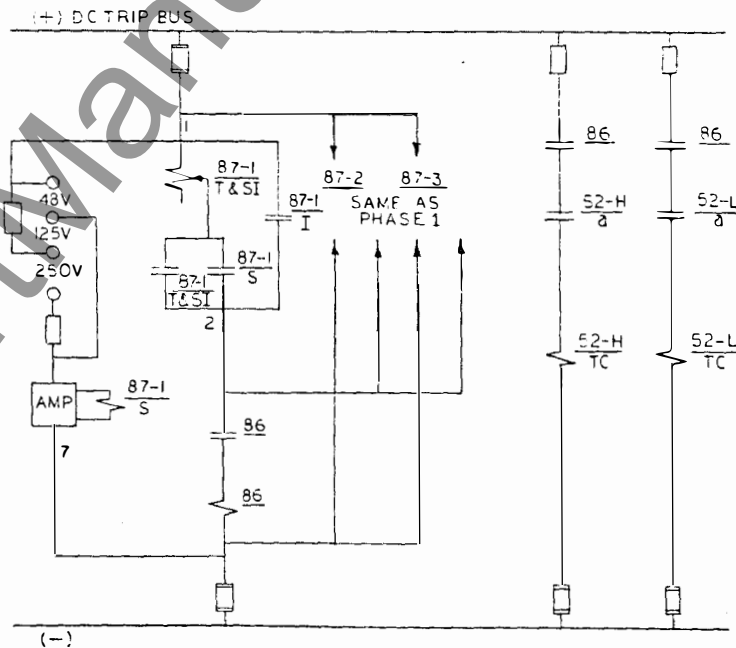 (+) DC TRIP BUS
1
87-1
T & SI
87-1
I
87-2
87-3
SAME AS
PHASE 1
86
86
52-H
a
52-L
a
48V
125V
250V
87-1
S
87-1
T & SI
2
52-H
TC
52-L
TC
AMP
87-1
S
7
86
86
(-)